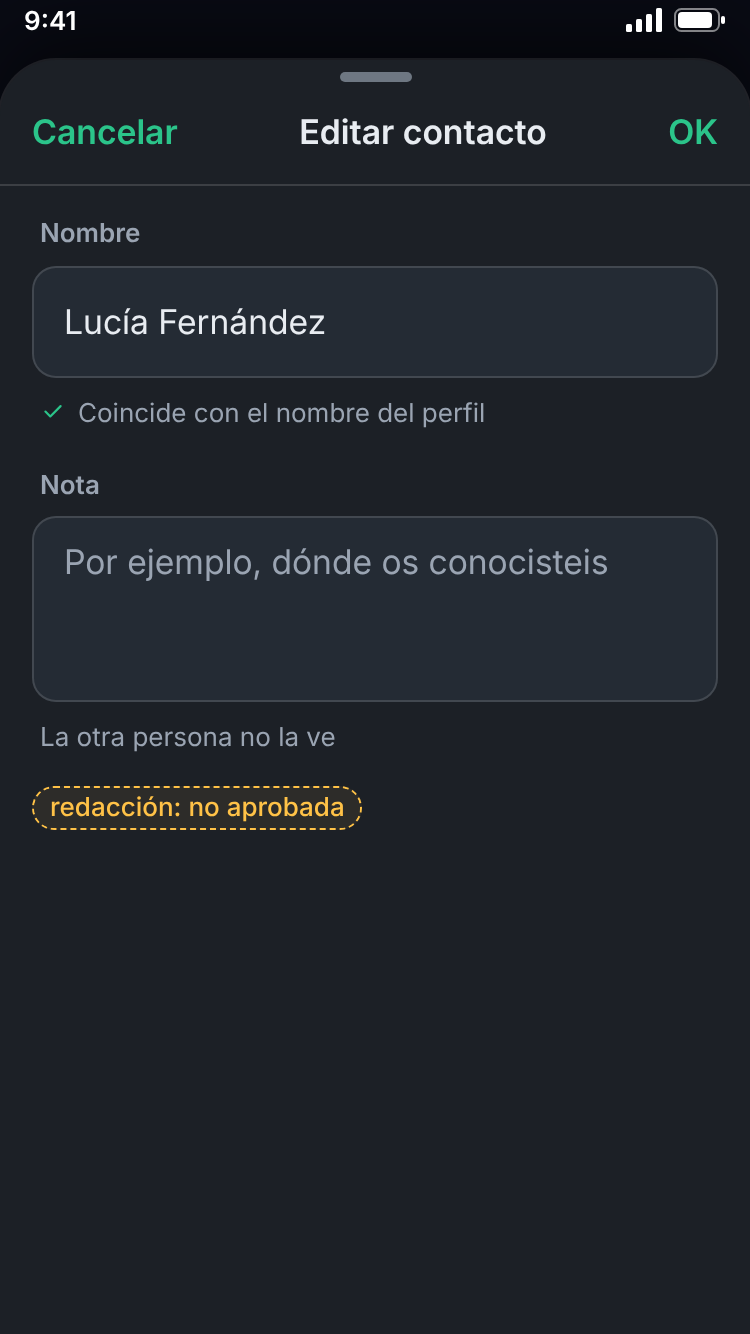 9:41
Cancelar
Editar contacto
OK
Nombre
Lucía Fernández
Coincide con el nombre del perfil
Nota
Por ejemplo, dónde os conocisteis
La otra persona no la ve
redacción: no aprobada